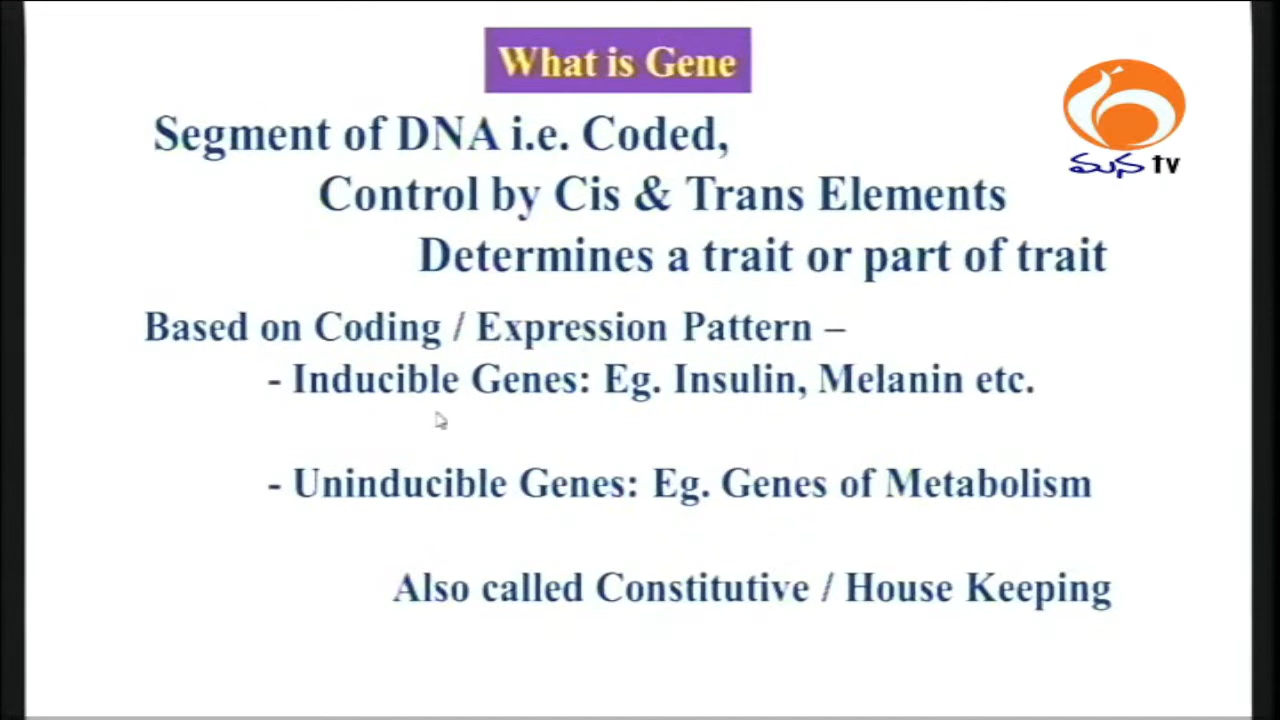 What is Gene
Segment of DNA i.e. Coded,
Control by Cis & Trans Elements
Determines a trait or part of trait
Based on Coding / Expression Pattern –
- Inducible Genes: Eg. Insulin, Melanin etc.
- Uninducible Genes: Eg. Genes of Metabolism
Also called Constitutive / House Keeping
మన tv